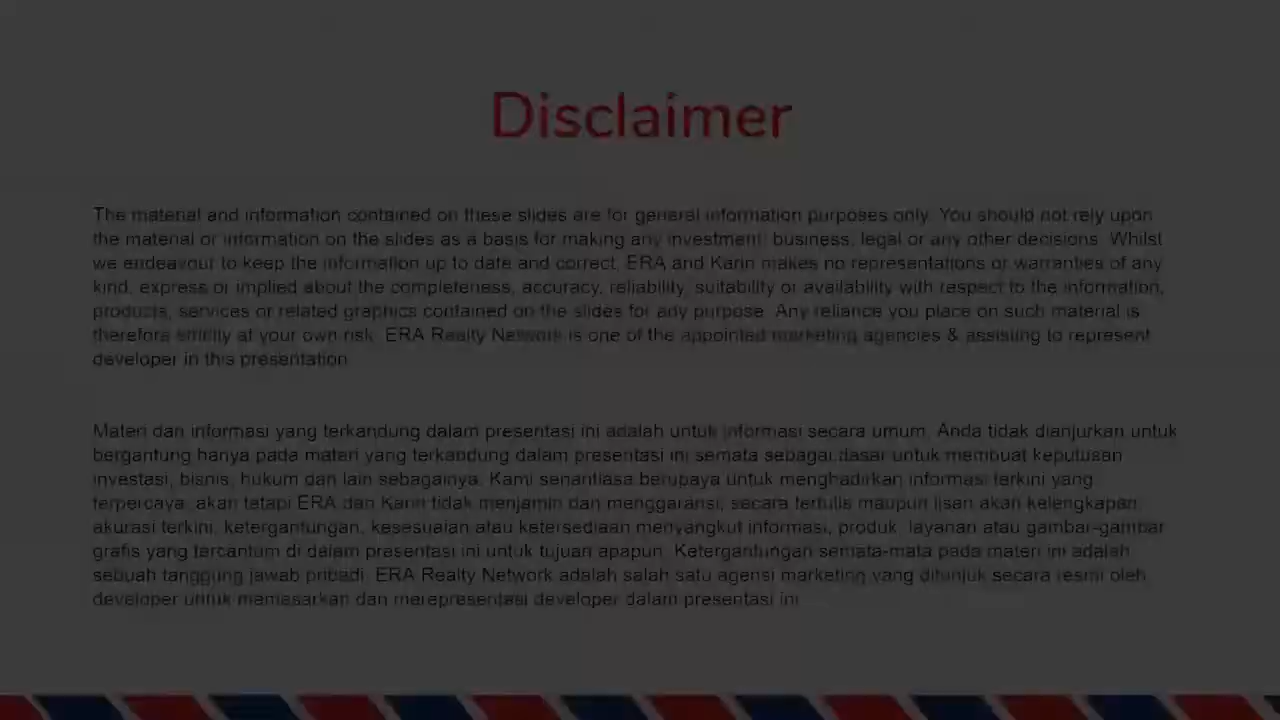 Disclaimer
The material and information contained on these slides are for general information purposes only. You should not rely upon
the material or information on the slides as a basis for making any investment, business, legal or any other decisions. Whilst
we endeavour to keep the information up to date and correct, ERA and Karin makes no representations or warranties of any
kind, express or implied about the completeness, accuracy, reliability, suitability or availability with respect to the information,
products, services or related graphics contained on the slides for any purpose. Any reliance you place on such material is
therefore strictly at your own risk. ERA Realty Network is one of the appointed marketing agencies & assisting to represent
developer in this presentation.
Materi dan informasi yang terkandung dalam presentasi ini adalah untuk informasi secara umum. Anda tidak dianjurkan untuk
bergantung hanya pada materi yang terkandung dalam presentasi ini semata sebagai dasar untuk membuat keputusan
investasi, bisnis, hukum dan lain sebagainya. Kami senantiasa berupaya untuk menghadirkan informasi terkini yang
terpercaya, akan tetapi ERA dan Karin tidak menjamin dan menggaransi, secara tertulis maupun lisan akan kelengkapan,
akurasi terkini, ketergantungan, kesesuaian atau ketersediaan menyangkut informasi, produk, layanan atau gambar-gambar
grafis yang tercantum di dalam presentasi ini untuk tujuan apapun. Ketergantungan semata-mata pada materi ini adalah
sebuah tanggung jawab pribadi. ERA Realty Network adalah salah satu agensi marketing yang ditunjuk secara resmi oleh
developer untuk memasarkan dan merepresentasi developer dalam presentasi ini.